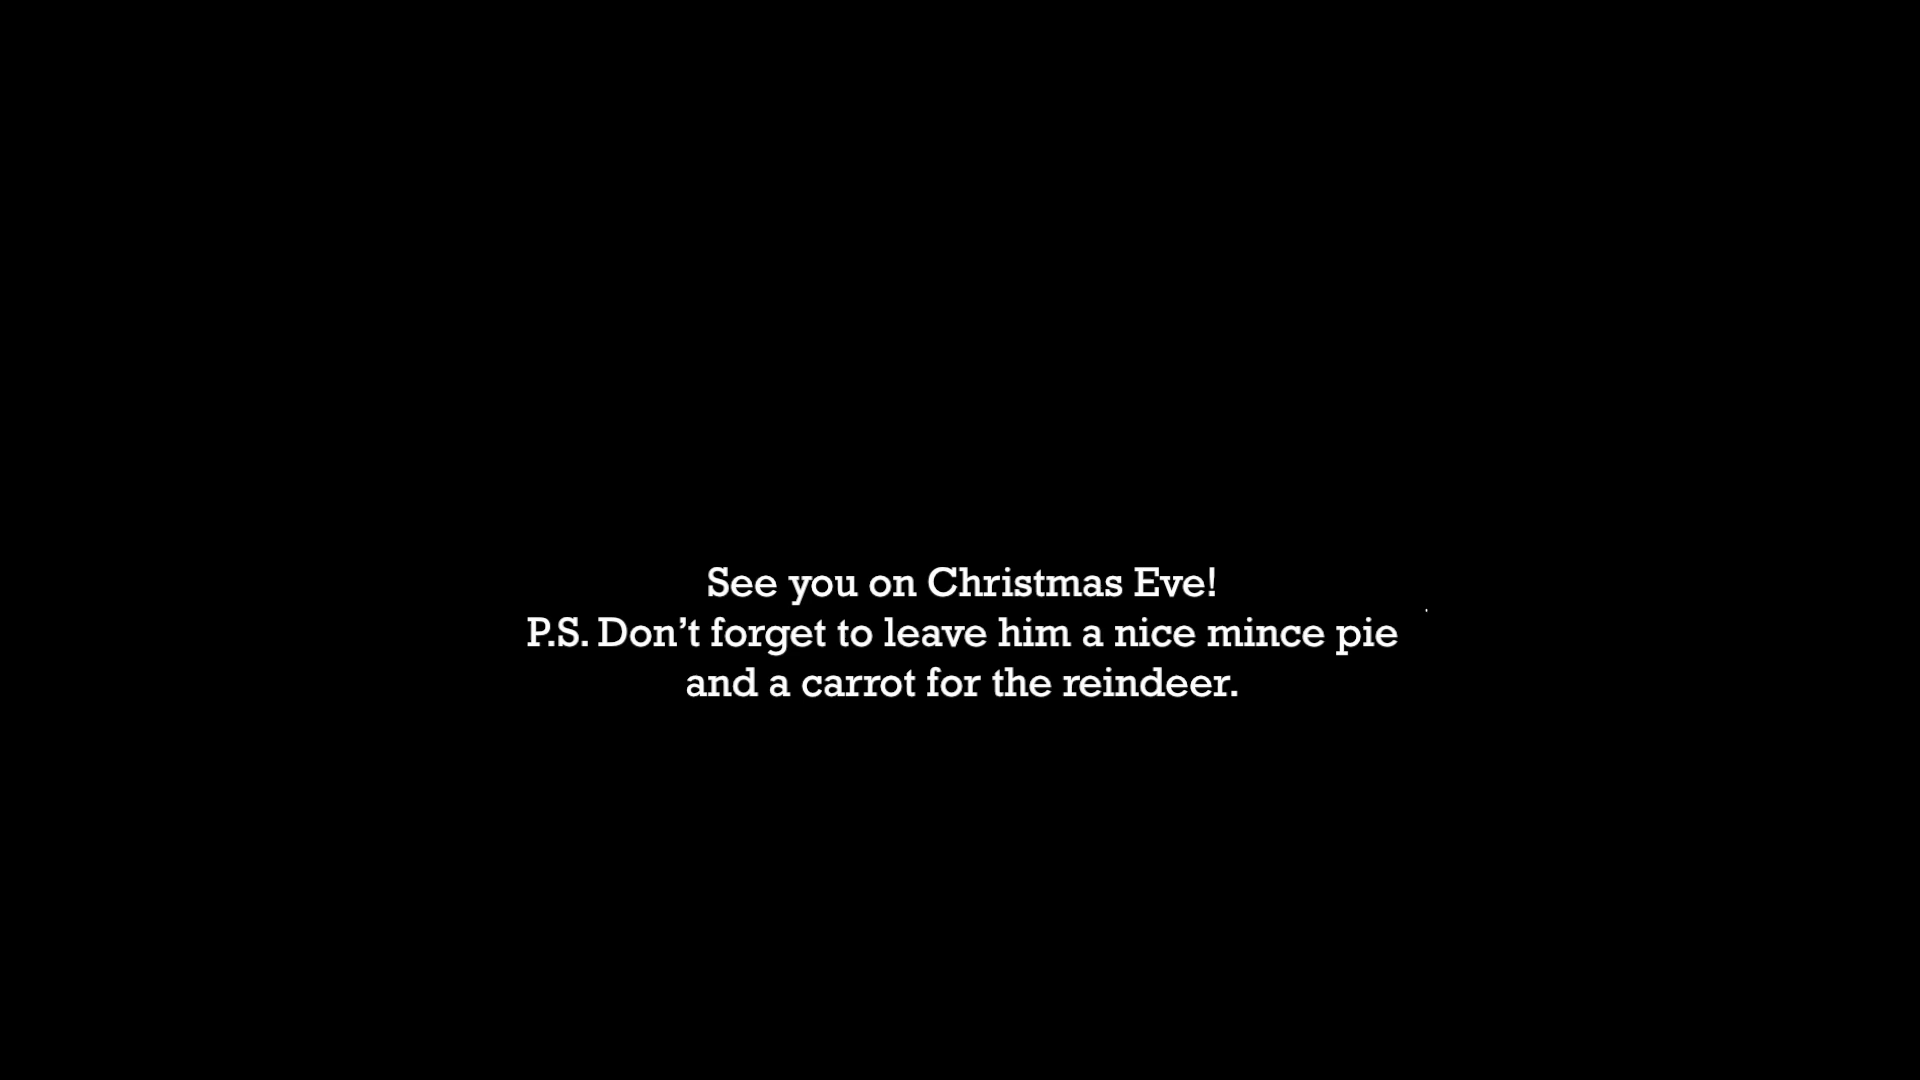 See you on Christmas Eve!
P.S. Don’t forget to leave him a nice mince pie
and a carrot for the reindeer.